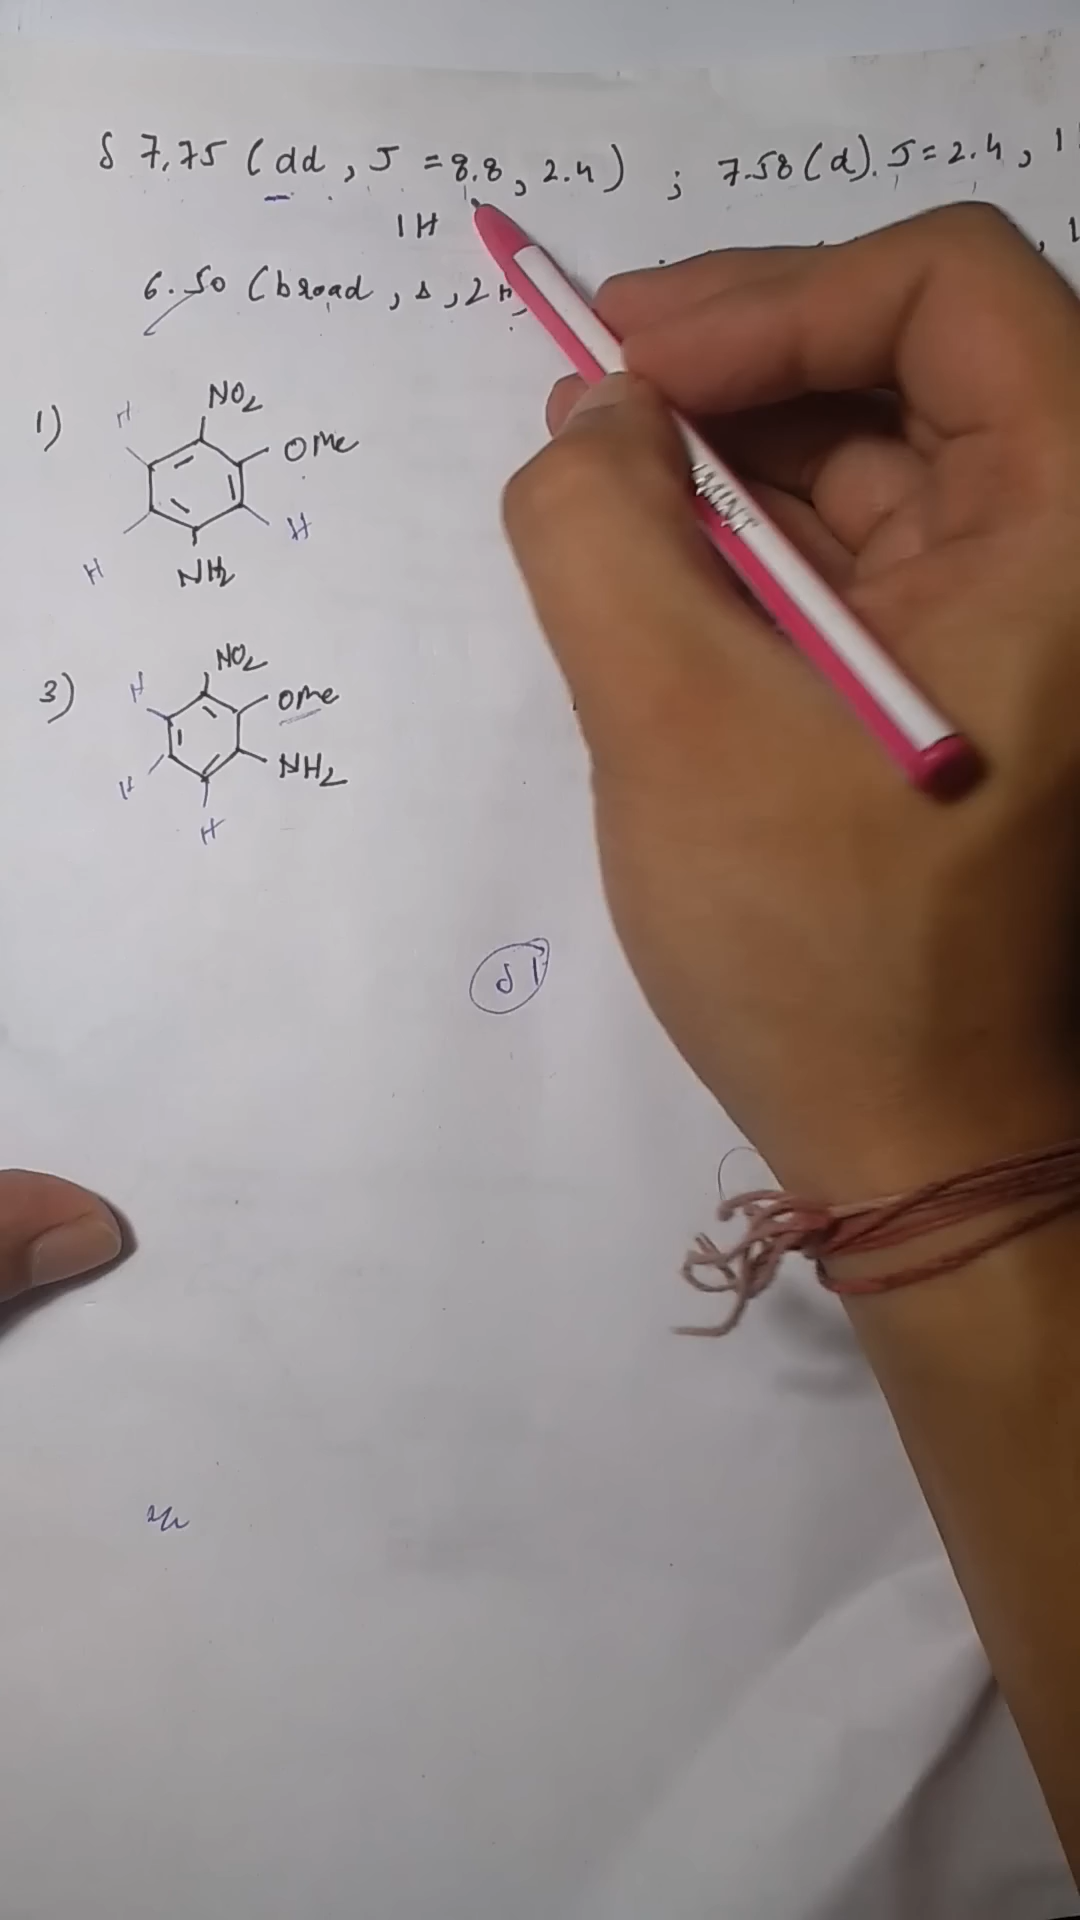 δ 7.75 (dd, J = 8.8, 2.4) ; 7.58 (d). J = 2.4, 1
1H
6.50 (broad, s, 2H
1)
H
NO2
OMe
H
H
NH2
3)
H
NO2
OMe
NH2
H
H
MINT